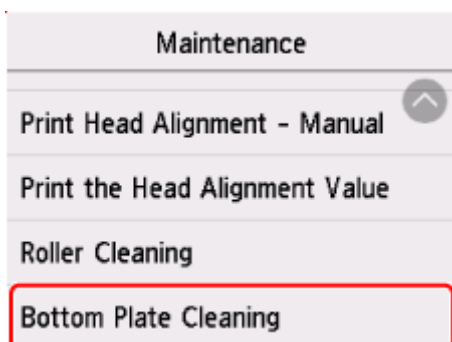 Maintenance
Print Head Alignment - Manual
Print the Head Alignment Value
Roller Cleaning
Bottom Plate Cleaning